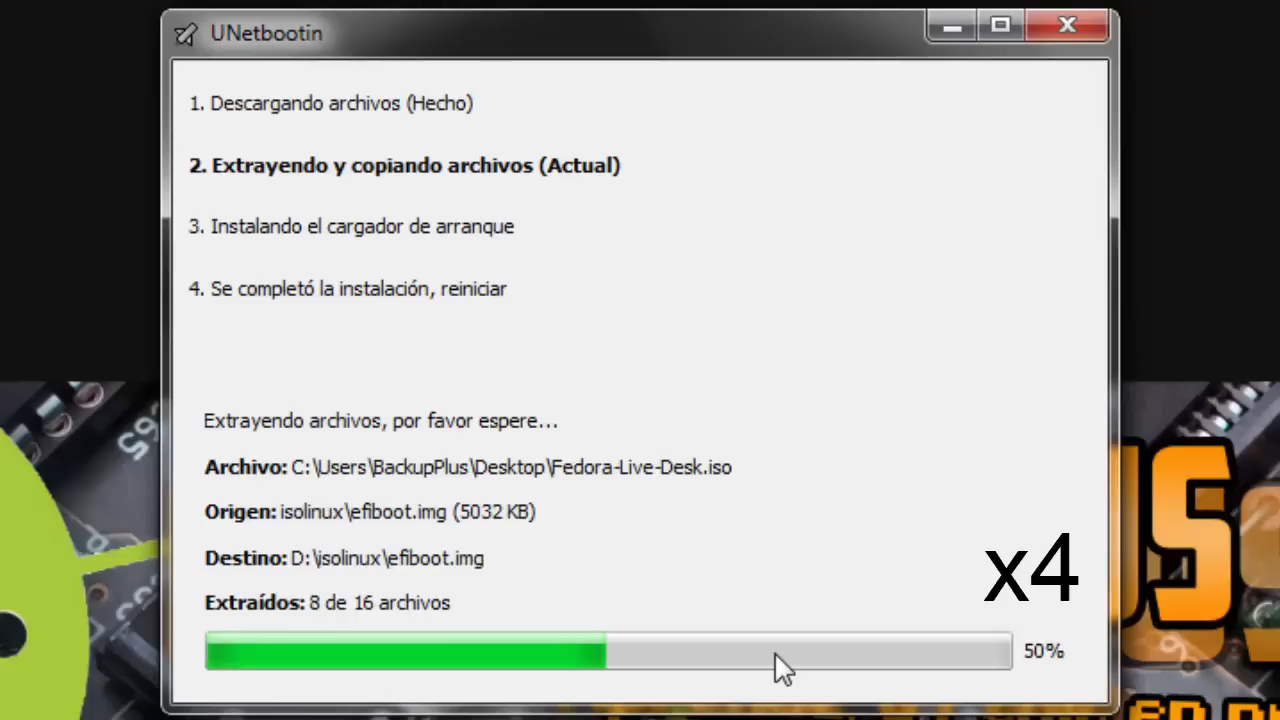 UNetbootin
1. Descargando archivos (Hecho)
2. Extrayendo y copiando archivos (Actual)
3. Instalando el cargador de arranque
4. Se completó la instalación, reiniciar
Extrayendo archivos, por favor espere...
Archivo: C:\Users\BackupPlus\Desktop\Fedora-Live-Desk.iso
Origen: isolinux\efiboot.img (5032 KB)
Destino: D:\isolinux\efiboot.img
Extraídos: 8 de 16 archivos
x4
50%